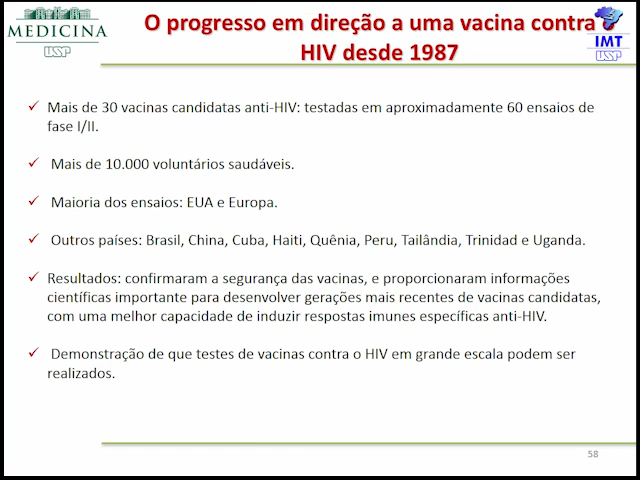 MEDICINA
USP
O progresso em direção a uma vacina contra o
HIV desde 1987
IMT
USP
Mais de 30 vacinas candidatas anti-HIV: testadas em aproximadamente 60 ensaios de
fase I/II.
Mais de 10.000 voluntários saudáveis.
Maioria dos ensaios: EUA e Europa.
Outros países: Brasil, China, Cuba, Haiti, Quênia, Peru, Tailândia, Trinidad e Uganda.
Resultados: confirmaram a segurança das vacinas, e proporcionaram informações
científicas importante para desenvolver gerações mais recentes de vacinas candidatas,
com uma melhor capacidade de induzir respostas imunes específicas anti-HIV.
Demonstração de que testes de vacinas contra o HIV em grande escala podem ser
realizados.
58